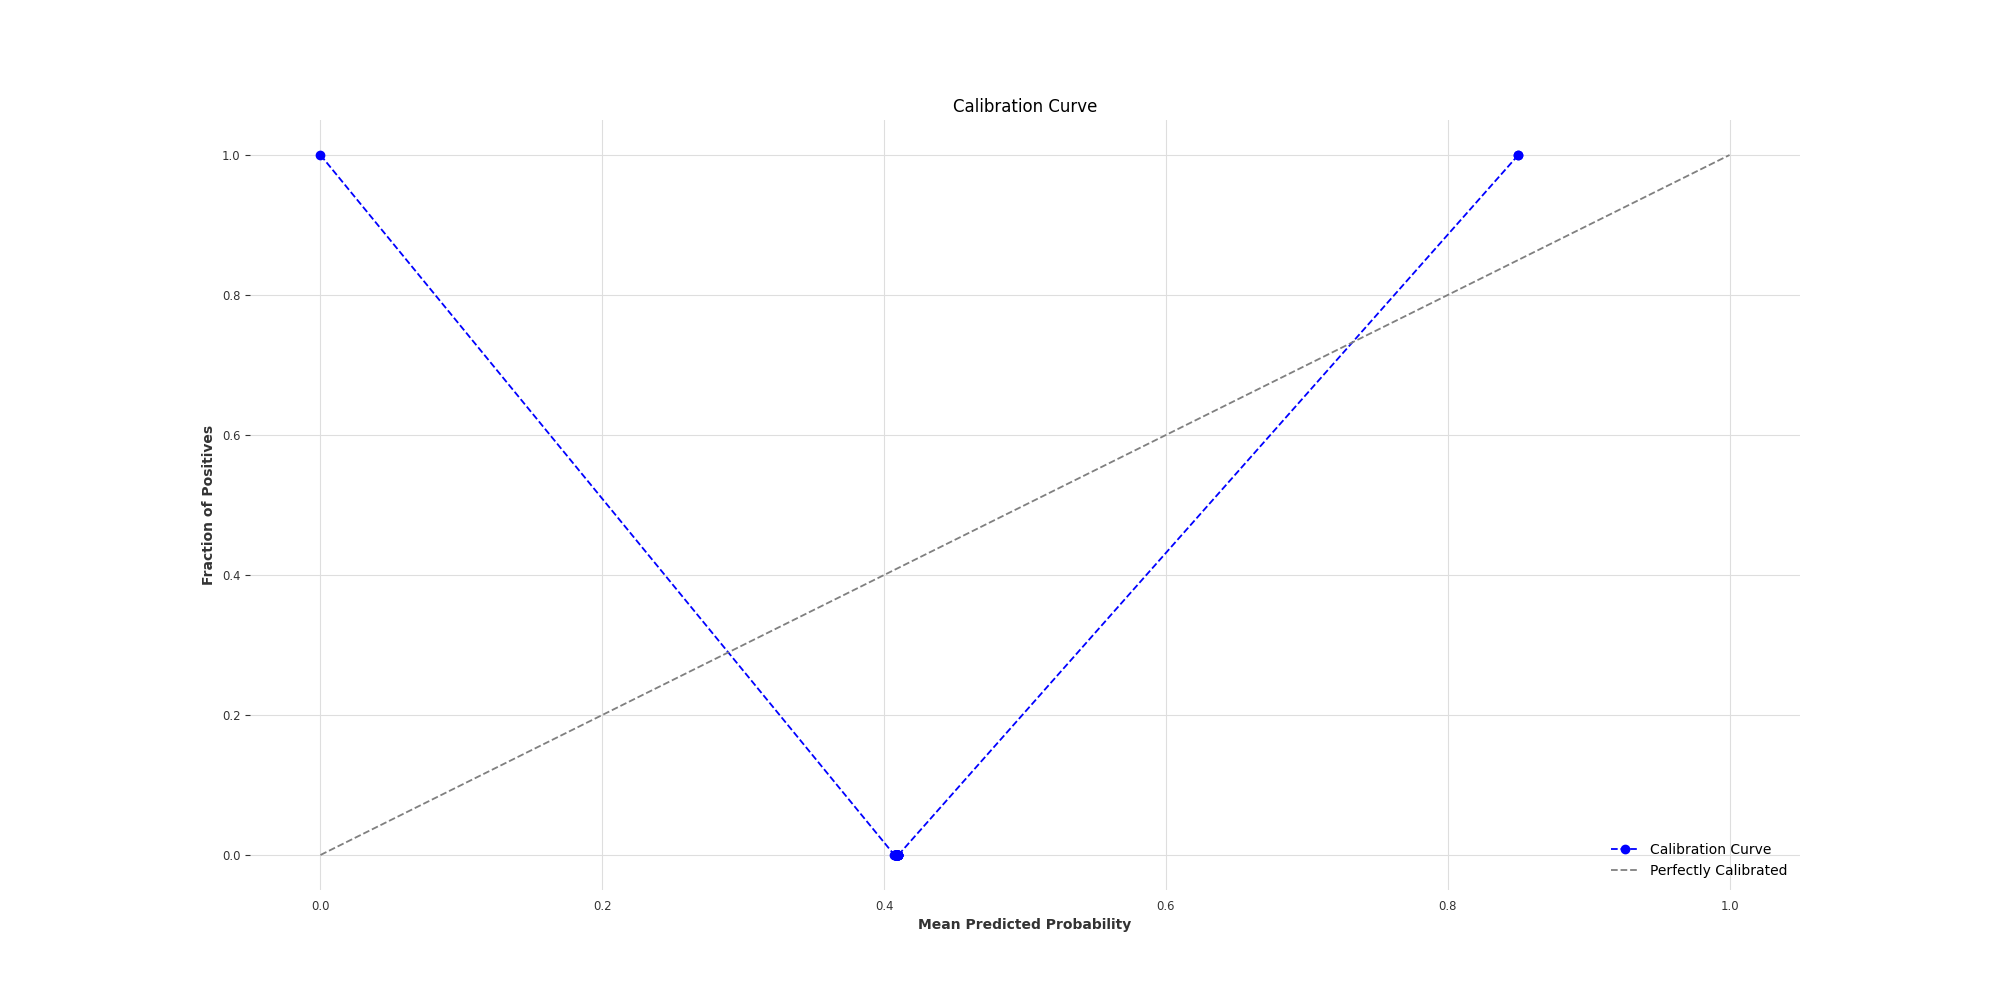 Calibration Curve
1.0
0.8
0.6
0.4
0.2
0.0
Fraction of Positives
0.0 0.2 0.4 0.6 0.8 1.0
Mean Predicted Probability
Calibration Curve
Perfectly Calibrated